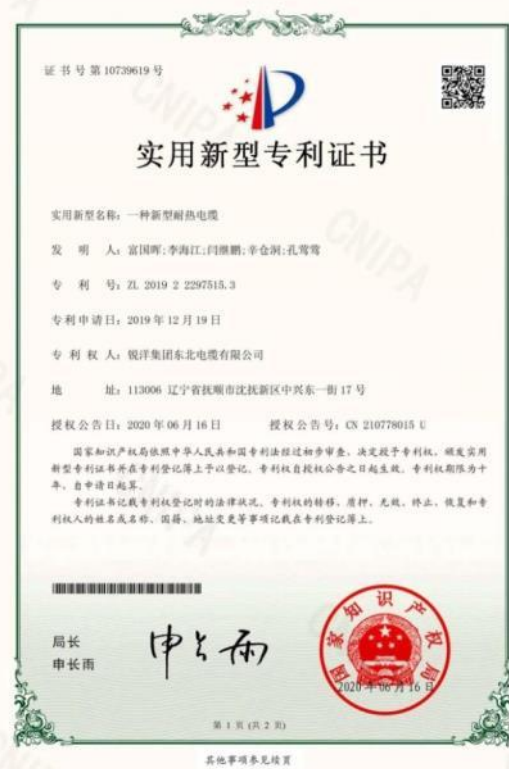 证书号第10739619号
实用新型专利证书
实用新型名称：一种新型耐热电缆
发 明 人：富国晖;李海江;闫继鹏;辛仓洞;孔莺莺
专 利 号：ZL 2019 2 2297515.3
专利申请日：2019年12月19日
专 利 权 人：锐洋集团东北电缆有限公司
地 址：113006 辽宁省抚顺市沈抚新区中兴东一街17号
授权公告日：2020年06月16日 授权公告号：CN 210778015 U
国家知识产权局依照中华人民共和国专利法经过初步审查，决定授予专利权，颁发实用
新型专利证书并在专利登记簿上予以登记。专利权自授权公告之日起生效。专利权期限为十
年，自申请日起算。
专利证书记载专利权登记时的法律状况。专利权的转移、质押、无效、终止、恢复和专
利权人的姓名或名称、国籍、地址变更等事项记载在专利登记簿上。
局长
申长雨
申长雨
国家知识产权局
2020年06月16日
第 1 页 (共 2 页)
其他事项参见续页
CNIPA
CNIPA